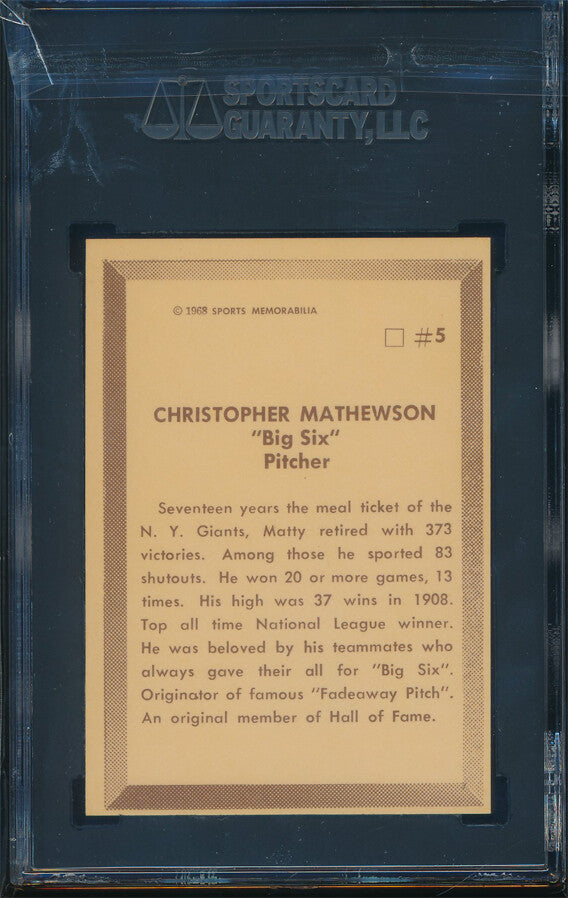 SPORTSCARD
GUARANTY, LLC
© 1968 SPORTS MEMORABILIA
#5
CHRISTOPHER MATHEWSON
"Big Six"
Pitcher
Seventeen years the meal ticket of the
N. Y. Giants, Matty retired with 373
victories. Among those he sported 83
shutouts. He won 20 or more games, 13
times. His high was 37 wins in 1908.
Top all time National League winner.
He was beloved by his teammates who
always gave their all for "Big Six".
Originator of famous "Fadeaway Pitch".
An original member of Hall of Fame.